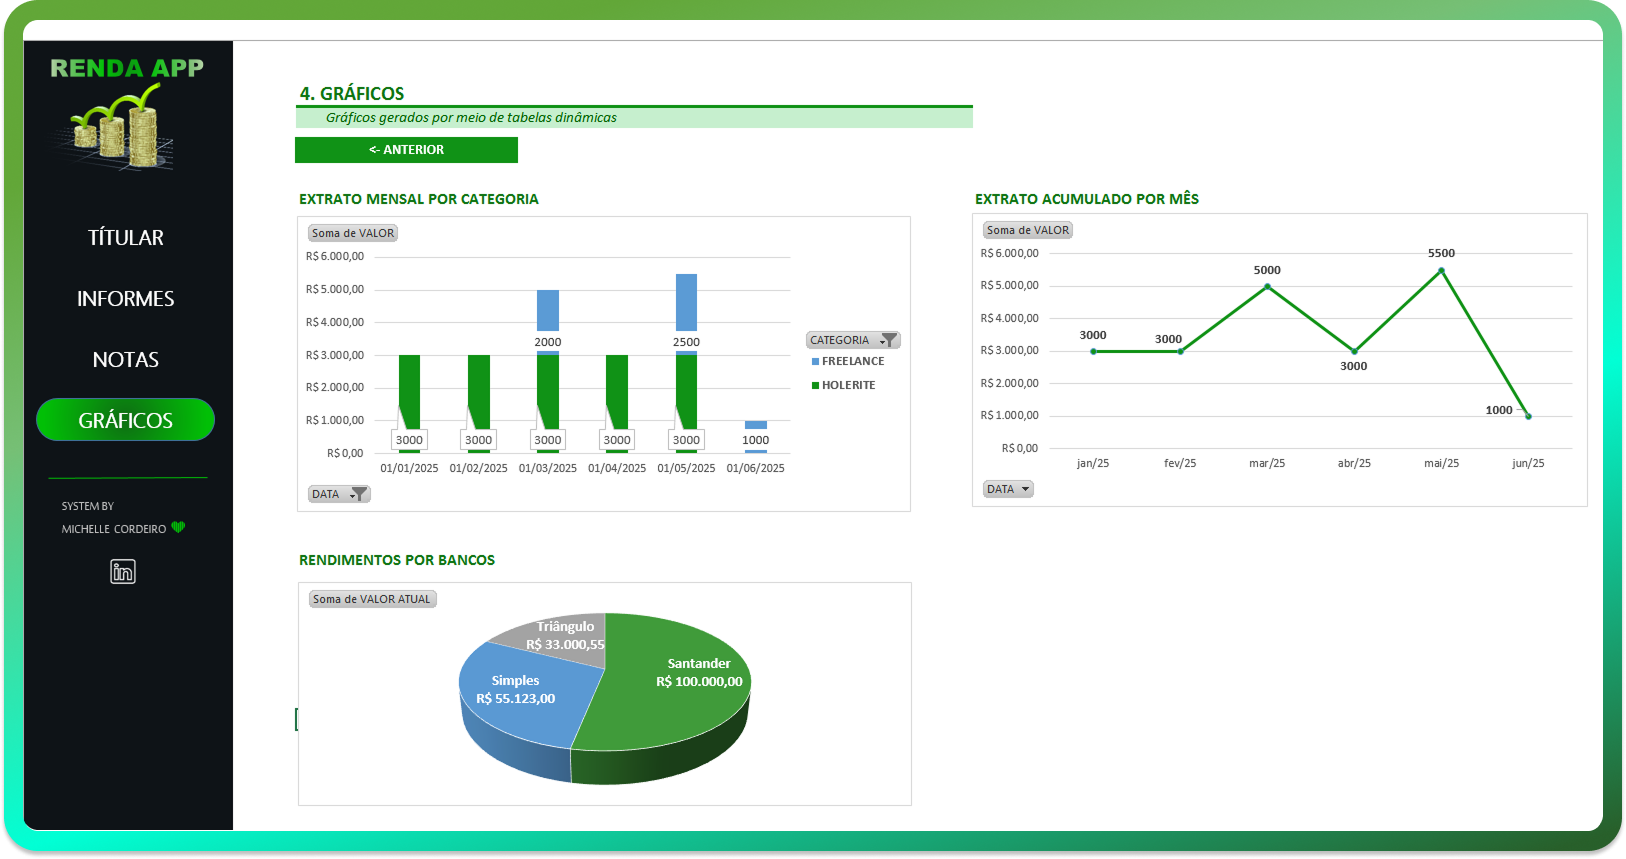 RENDA APP
TÍTULAR
INFORMES
NOTAS
GRÁFICOS
SYSTEM BY
MICHELLE CORDEIRO
in
4. GRÁFICOS
Gráficos gerados por meio de tabelas dinâmicas
<- ANTERIOR
EXTRATO MENSAL POR CATEGORIA
Soma de VALOR
R$ 6.000,00
R$ 5.000,00
R$ 4.000,00
R$ 3.000,00
R$ 2.000,00
R$ 1.000,00
R$ 0,00
2000
2500
3000
3000
3000
3000
3000
1000
01/01/2025
01/02/2025
01/03/2025
01/04/2025
01/05/2025
01/06/2025
CATEGORIA
FREELANCE
HOLERITE
DATA
EXTRATO ACUMULADO POR MÊS
Soma de VALOR
R$ 6.000,00
R$ 5.000,00
R$ 4.000,00
R$ 3.000,00
R$ 2.000,00
R$ 1.000,00
R$ 0,00
3000
3000
5000
3000
5500
1000
jan/25
fev/25
mar/25
abr/25
mai/25
jun/25
DATA
RENDIMENTOS POR BANCOS
Soma de VALOR ATUAL
Triângulo
R$ 33.000,55
Santander
R$ 100.000,00
Simples
R$ 55.123,00